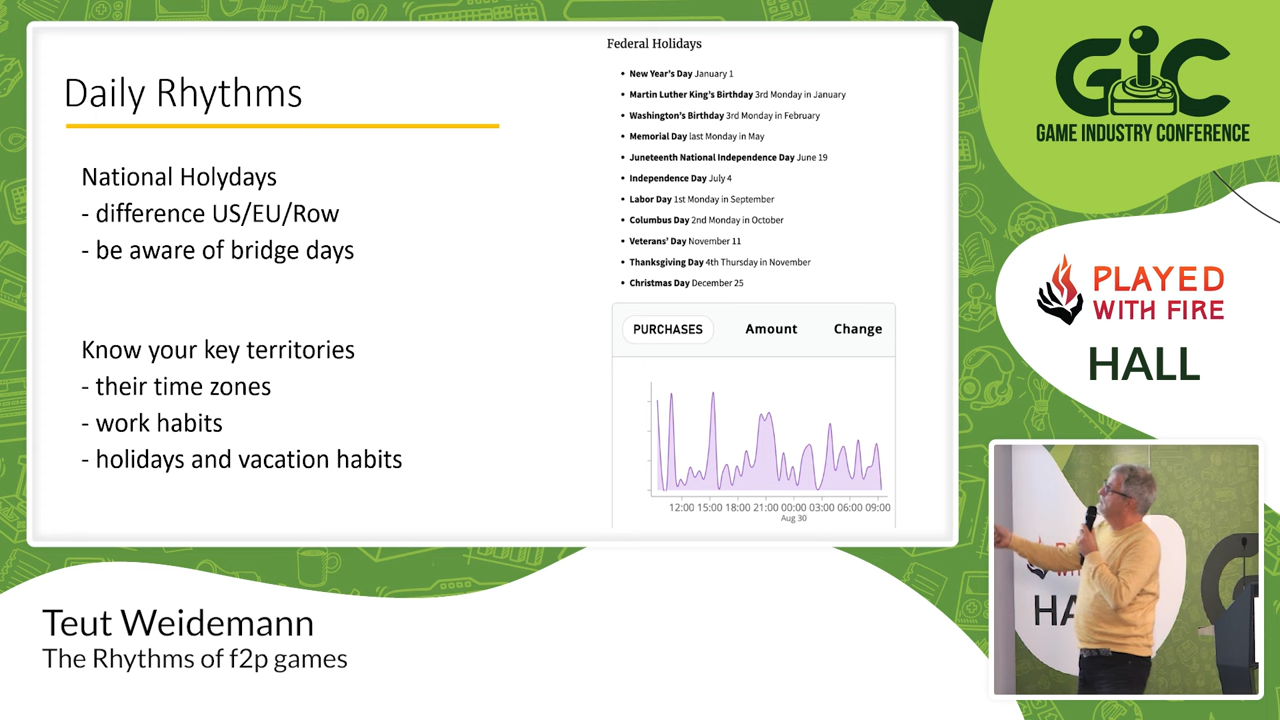 Daily Rhythms
National Holydays
- difference US/EU/Row
- be aware of bridge days
Know your key territories
- their time zones
- work habits
- holidays and vacation habits
Federal Holidays
• New Year's Day January 1
• Martin Luther King's Birthday 3rd Monday in January
• Washington's Birthday 3rd Monday in February
• Memorial Day last Monday in May
• Juneteenth National Independence Day June 19
• Independence Day July 4
• Labor Day 1st Monday in September
• Columbus Day 2nd Monday in October
• Veterans' Day November 11
• Thanksgiving Day 4th Thursday in November
• Christmas Day December 25
PURCHASES Amount Change
12:00 15:00 18:00 21:00 00:00 03:00 06:00 09:00
Aug 30
GIC
GAME INDUSTRY CONFERENCE
PLAYED
WITH FIRE
HALL
HA
Teut Weidemann
The Rhythms of f2p games